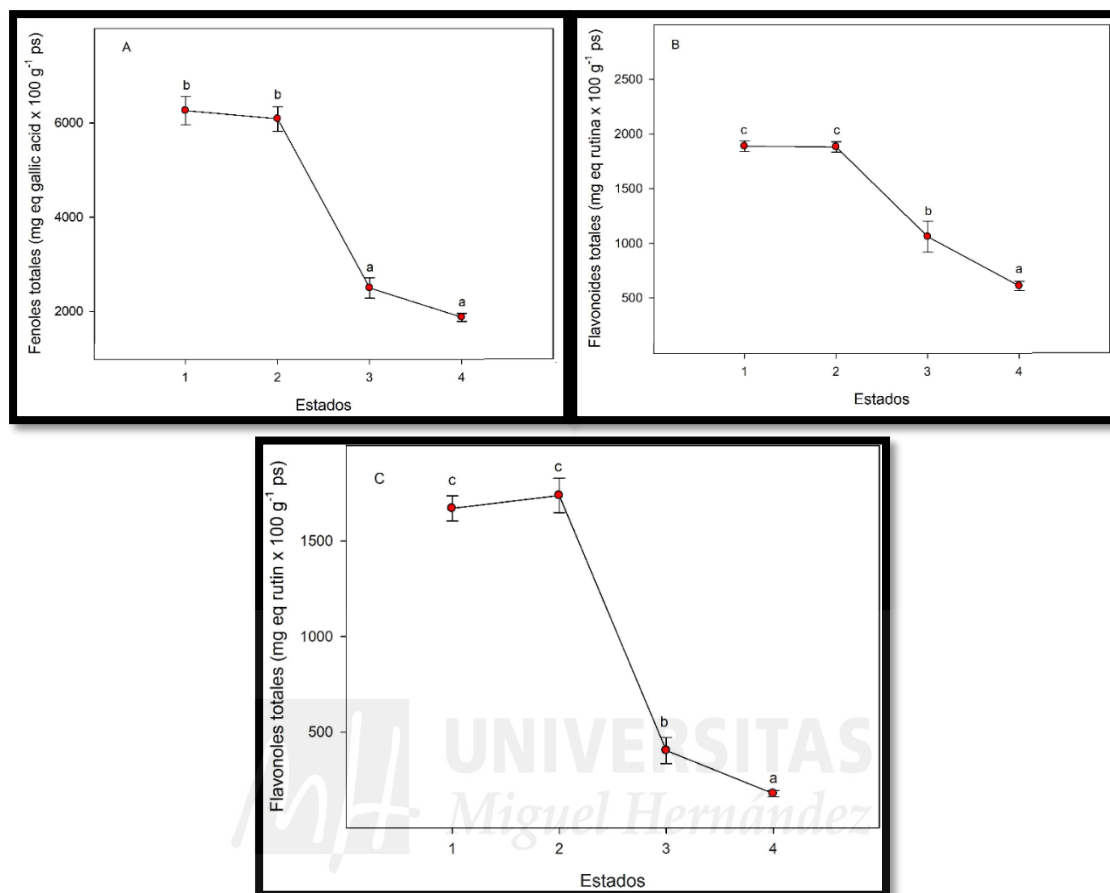 A
Fenoles totales (mg eq gallic acid x 100 g⁻¹ ps)
6000
4000
2000
b
b
a
a
1 2 3 4
Estados
B
Flavonoides totales (mg eq rutina x 100 g⁻¹ ps)
2500
2000
1500
1000
500
c
c
b
a
1 2 3 4
Estados
C
Flavonoles totales (mg eq rutin x 100 g⁻¹ ps)
1500
1000
500
c
c
b
a
1 2 3 4
Estados
UNIVERSITAS
Miguel Hernández